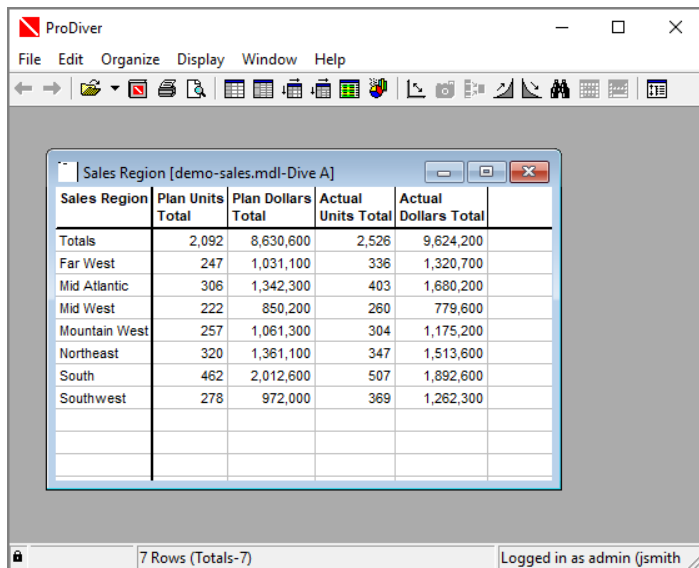 ProDiver
File Edit Organize Display Window Help
Sales Region [demo-sales.mdl-Dive A]
Sales Region Plan Units Total Plan Dollars Total Actual Units Total Actual Dollars Total
Totals 2,092 8,630,600 2,526 9,624,200
Far West 247 1,031,100 336 1,320,700
Mid Atlantic 306 1,342,300 403 1,680,200
Mid West 222 850,200 260 779,600
Mountain West 257 1,061,300 304 1,175,200
Northeast 320 1,361,100 347 1,513,600
South 462 2,012,600 507 1,892,600
Southwest 278 972,000 369 1,262,300
7 Rows (Totals-7) Logged in as admin (jsmith